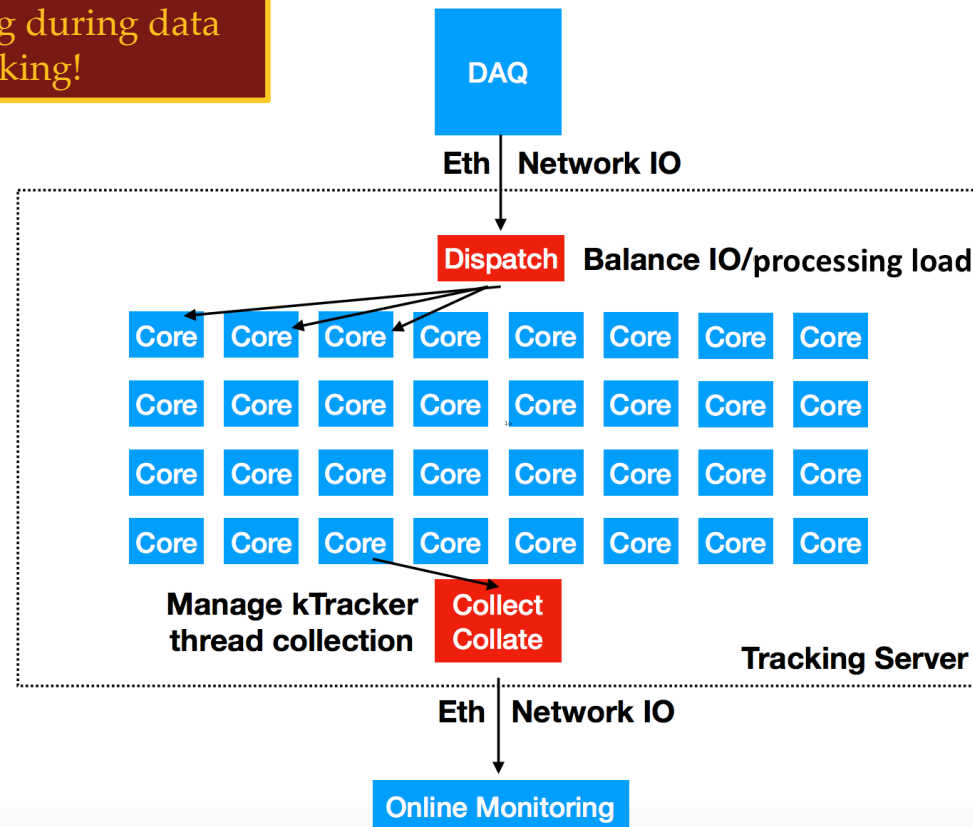 g during data
king!
DAQ
Eth Network IO
Dispatch Balance IO/processing load
Core Core Core Core Core Core Core Core
Core Core Core Core Core Core Core Core
Core Core Core Core Core Core Core Core
Core Core Core Core Core Core Core Core
Manage kTracker
thread collection
Collect
Collate
Tracking Server
Eth Network IO
Online Monitoring